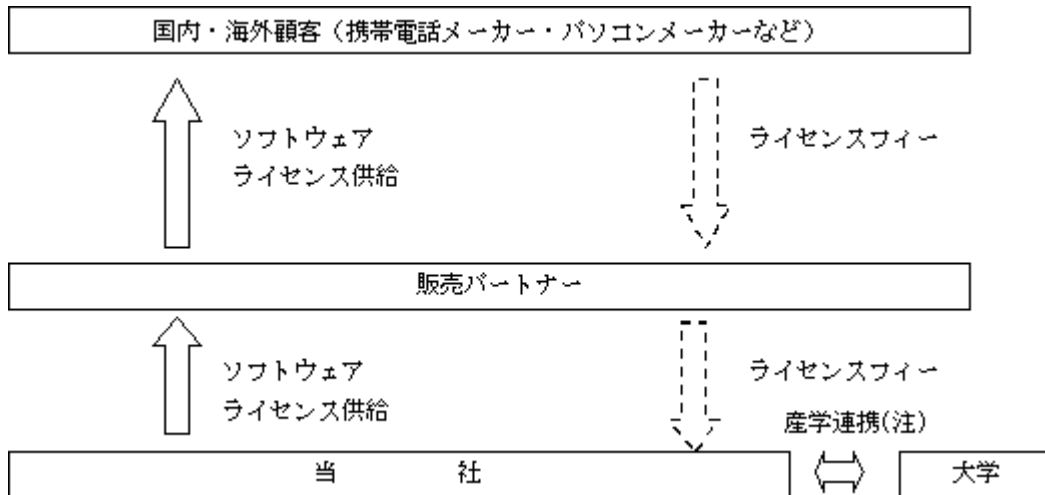 国内・海外顧客（携帯電話メーカー・パソコンメーカーなど）
ソフトウェア
ライセンス供給
ライセンスフィー
販売パートナー
ソフトウェア
ライセンス供給
ライセンスフィー
産学連携(注)
当 社
大学